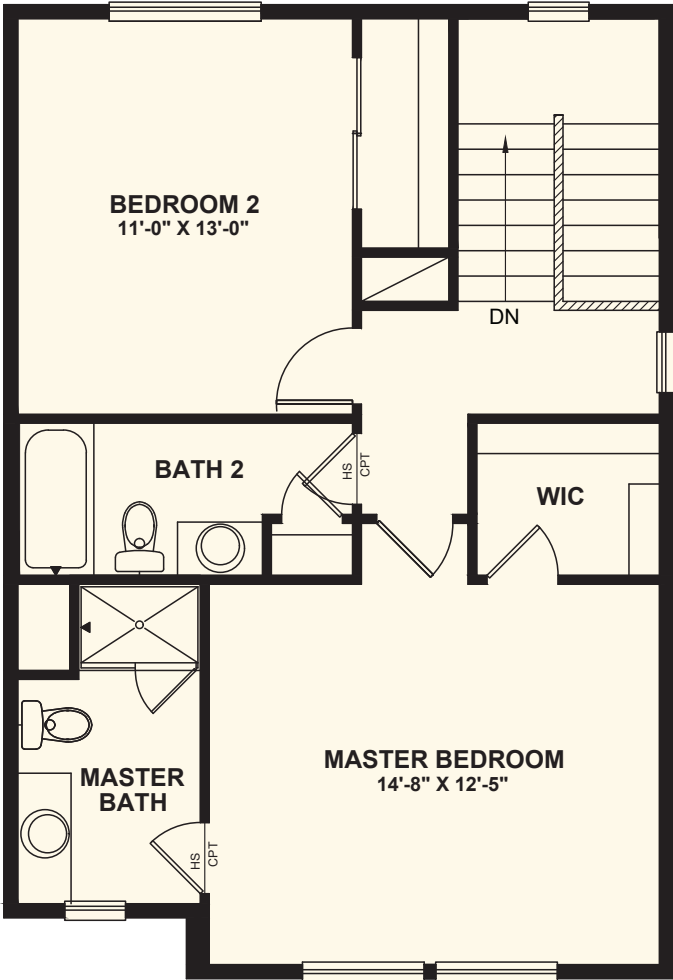 BEDROOM 2
11'-0" X 13'-0"
DN
BATH 2
HS
CPT
WIC
MASTER BEDROOM
14'-8" X 12'-5"
MASTER
BATH
HS
CPT